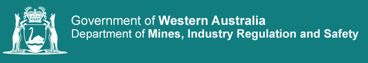 Government of Western Australia
Department of Mines, Industry Regulation and Safety